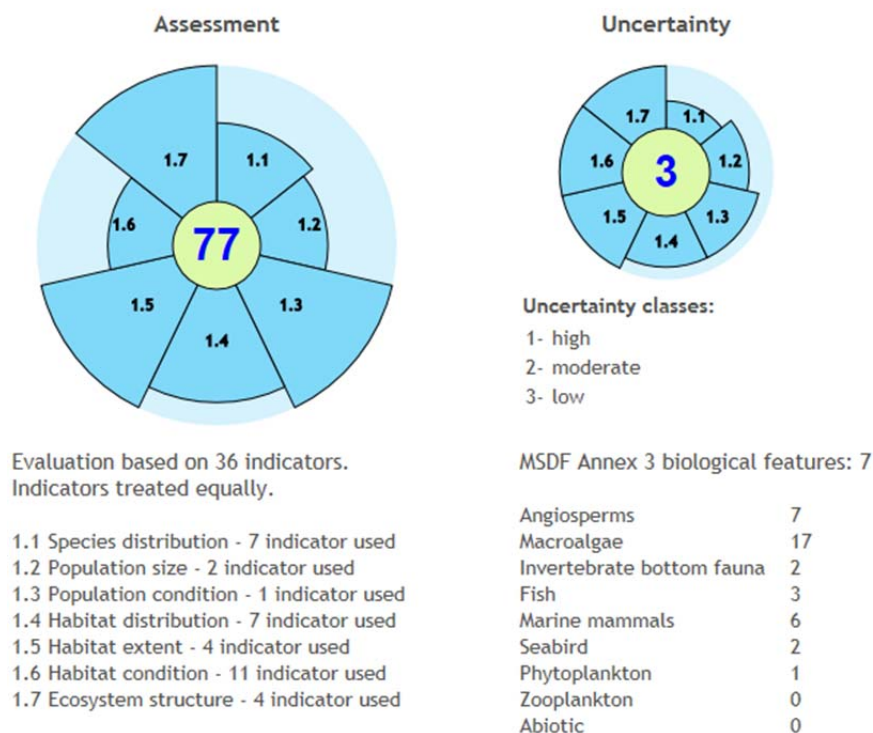 Assessment
1.7
1.1
1.6
77
1.2
1.5
1.3
1.4
Evaluation based on 36 indicators.
Indicators treated equally.
1.1 Species distribution - 7 indicator used
1.2 Population size - 2 indicator used
1.3 Population condition - 1 indicator used
1.4 Habitat distribution - 7 indicator used
1.5 Habitat extent - 4 indicator used
1.6 Habitat condition - 11 indicator used
1.7 Ecosystem structure - 4 indicator used
Uncertainty
1.7
1.1
1.6
3
1.2
1.5
1.3
1.4
Uncertainty classes:
1- high
2- moderate
3- low
MSDF Annex 3 biological features: 7
Angiosperms 7
Macroalgae 17
Invertebrate bottom fauna 2
Fish 3
Marine mammals 6
Seabird 2
Phytoplankton 1
Zooplankton 0
Abiotic 0